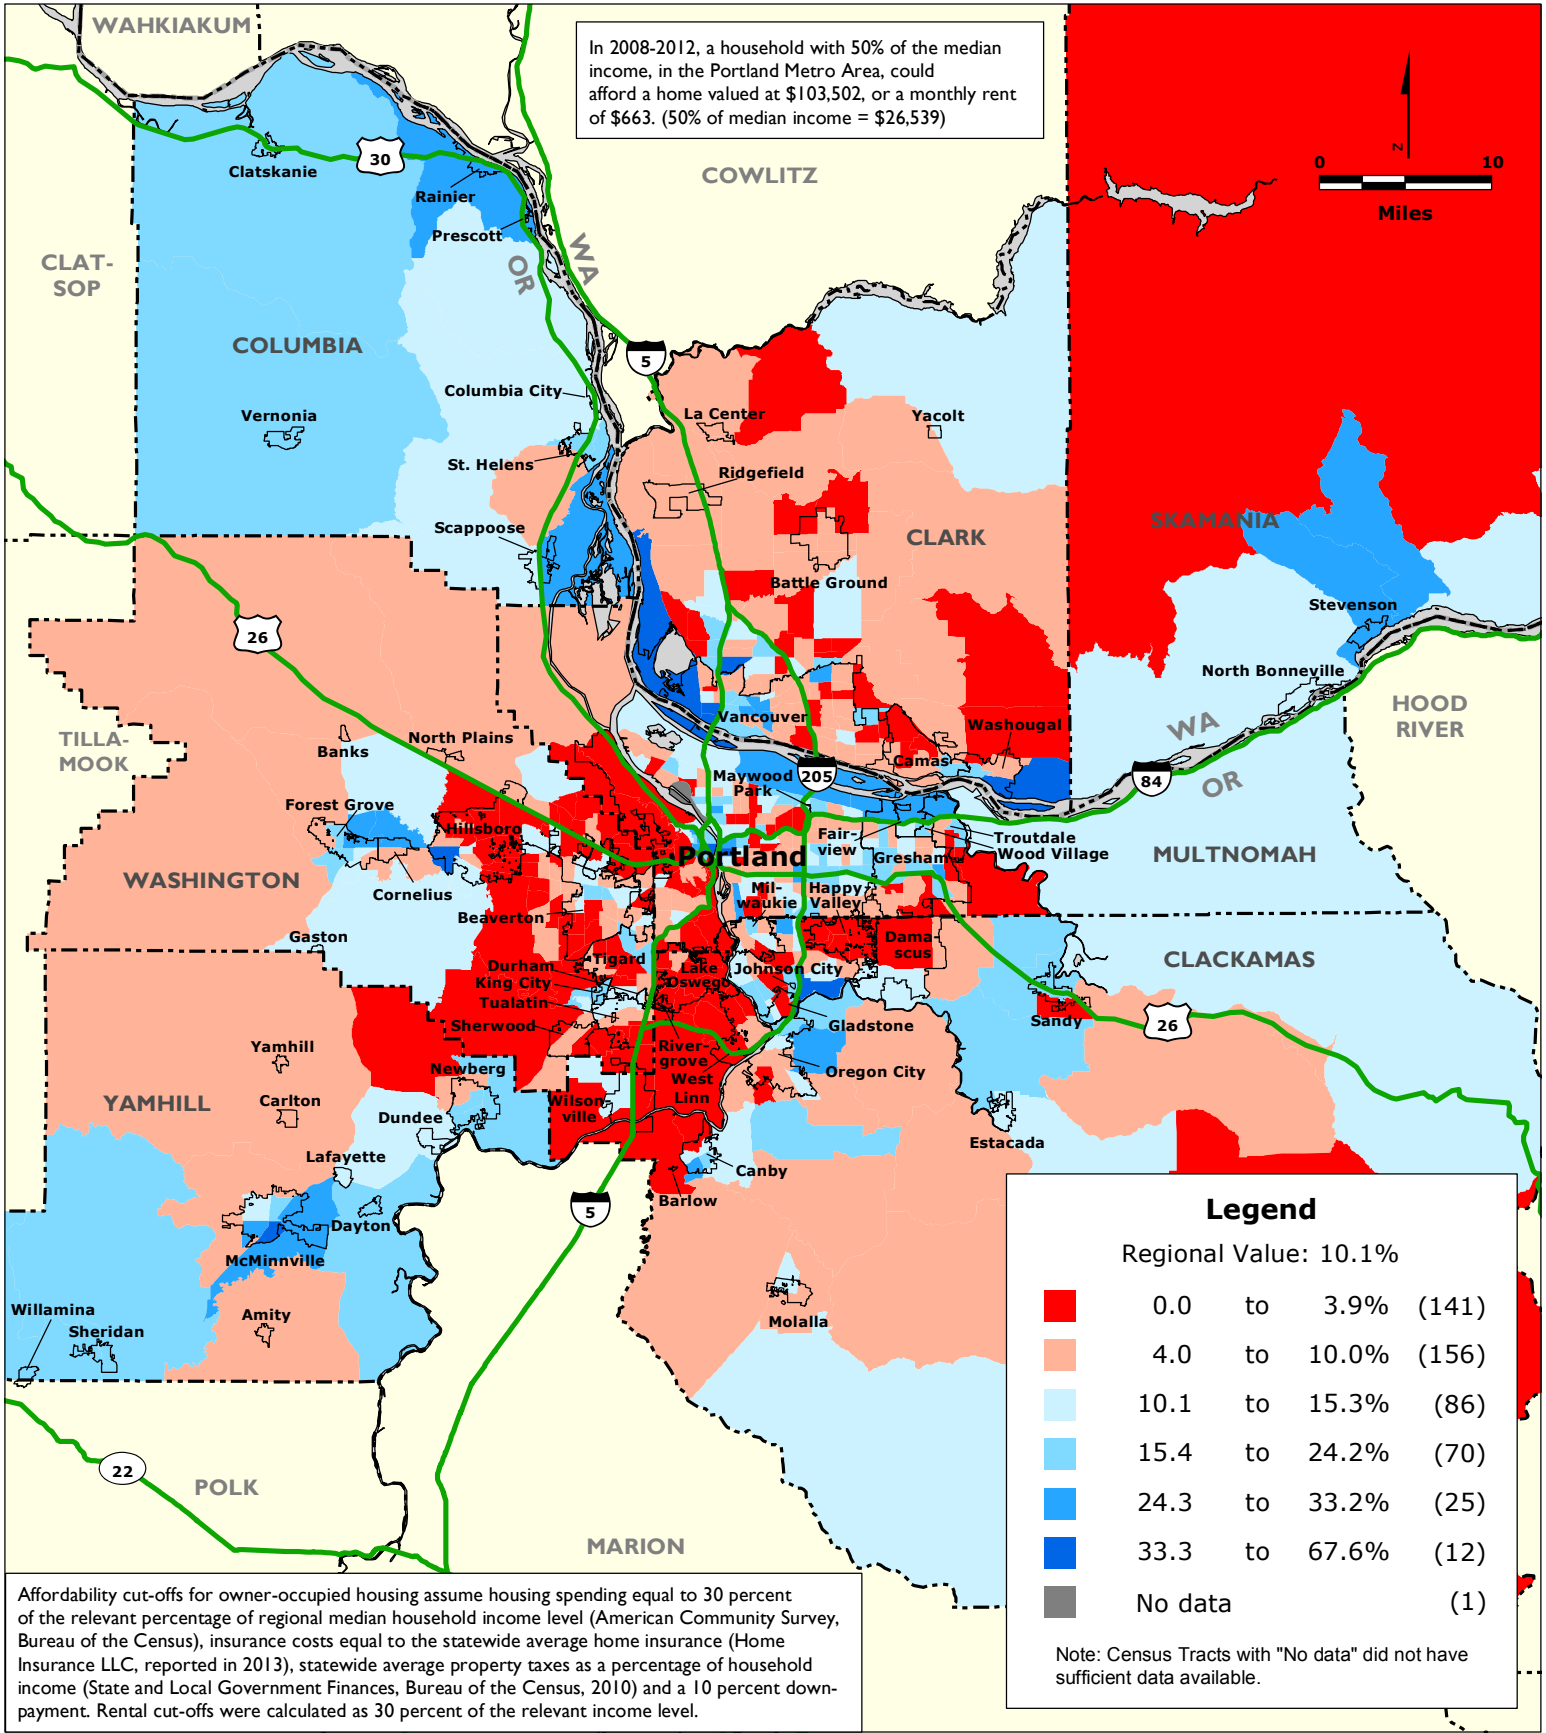 WAHKIAKUM
In 2008-2012, a household with 50% of the median
income, in the Portland Metro Area, could
afford a home valued at $103,502, or a monthly rent
of $663. (50% of median income = $26,539)
COWLITZ
N
0 10
Miles
30
Clatskanie
Rainier
Prescott
WA
OR
CLAT-
SOP
COLUMBIA
Vernonia
5
Columbia City
St. Helens
Scappoose
La Center
Yacolt
Ridgefield
CLARK
Battle Ground
SKAMANIA
Stevenson
North Bonneville
HOOD
RIVER
WA
OR
26
TILLA-
MOOK
Banks
North Plains
Vancouver
Washougal
Camas
Maywood
Park
205
84
Forest Grove
Hillsboro
Portland
Fair-
view
Gresham
Troutdale
Wood Village
MULTNOMAH
WASHINGTON
Cornelius
Beaverton
Mil-
waukie
Happy
Valley
Gaston
Durham
King City
Tualatin
Sherwood
Tigard
Lake
Oswego
Johnson City
Dama-
scus
CLACKAMAS
Gladstone
Sandy
26
Yamhill
Carlton
YAMHILL
Newberg
Dundee
Lafayette
River-
grove
West
Linn
Oregon City
Wilson
ville
Estacada
Canby
Barlow
5
Dayton
McMinnville
Amity
Willamina
Sheridan
Molalla
22
POLK
MARION
Legend
Regional Value: 10.1%
0.0 to 3.9% (141)
4.0 to 10.0% (156)
10.1 to 15.3% (86)
15.4 to 24.2% (70)
24.3 to 33.2% (25)
33.3 to 67.6% (12)
No data (1)
Note: Census Tracts with "No data" did not have
sufficient data available.
Affordability cut-offs for owner-occupied housing assume housing spending equal to 30 percent
of the relevant percentage of regional median household income level (American Community Survey,
Bureau of the Census), insurance costs equal to the statewide average home insurance (Home
Insurance LLC, reported in 2013), statewide average property taxes as a percentage of household
income (State and Local Government Finances, Bureau of the Census, 2010) and a 10 percent down-
payment. Rental cut-offs were calculated as 30 percent of the relevant income level.